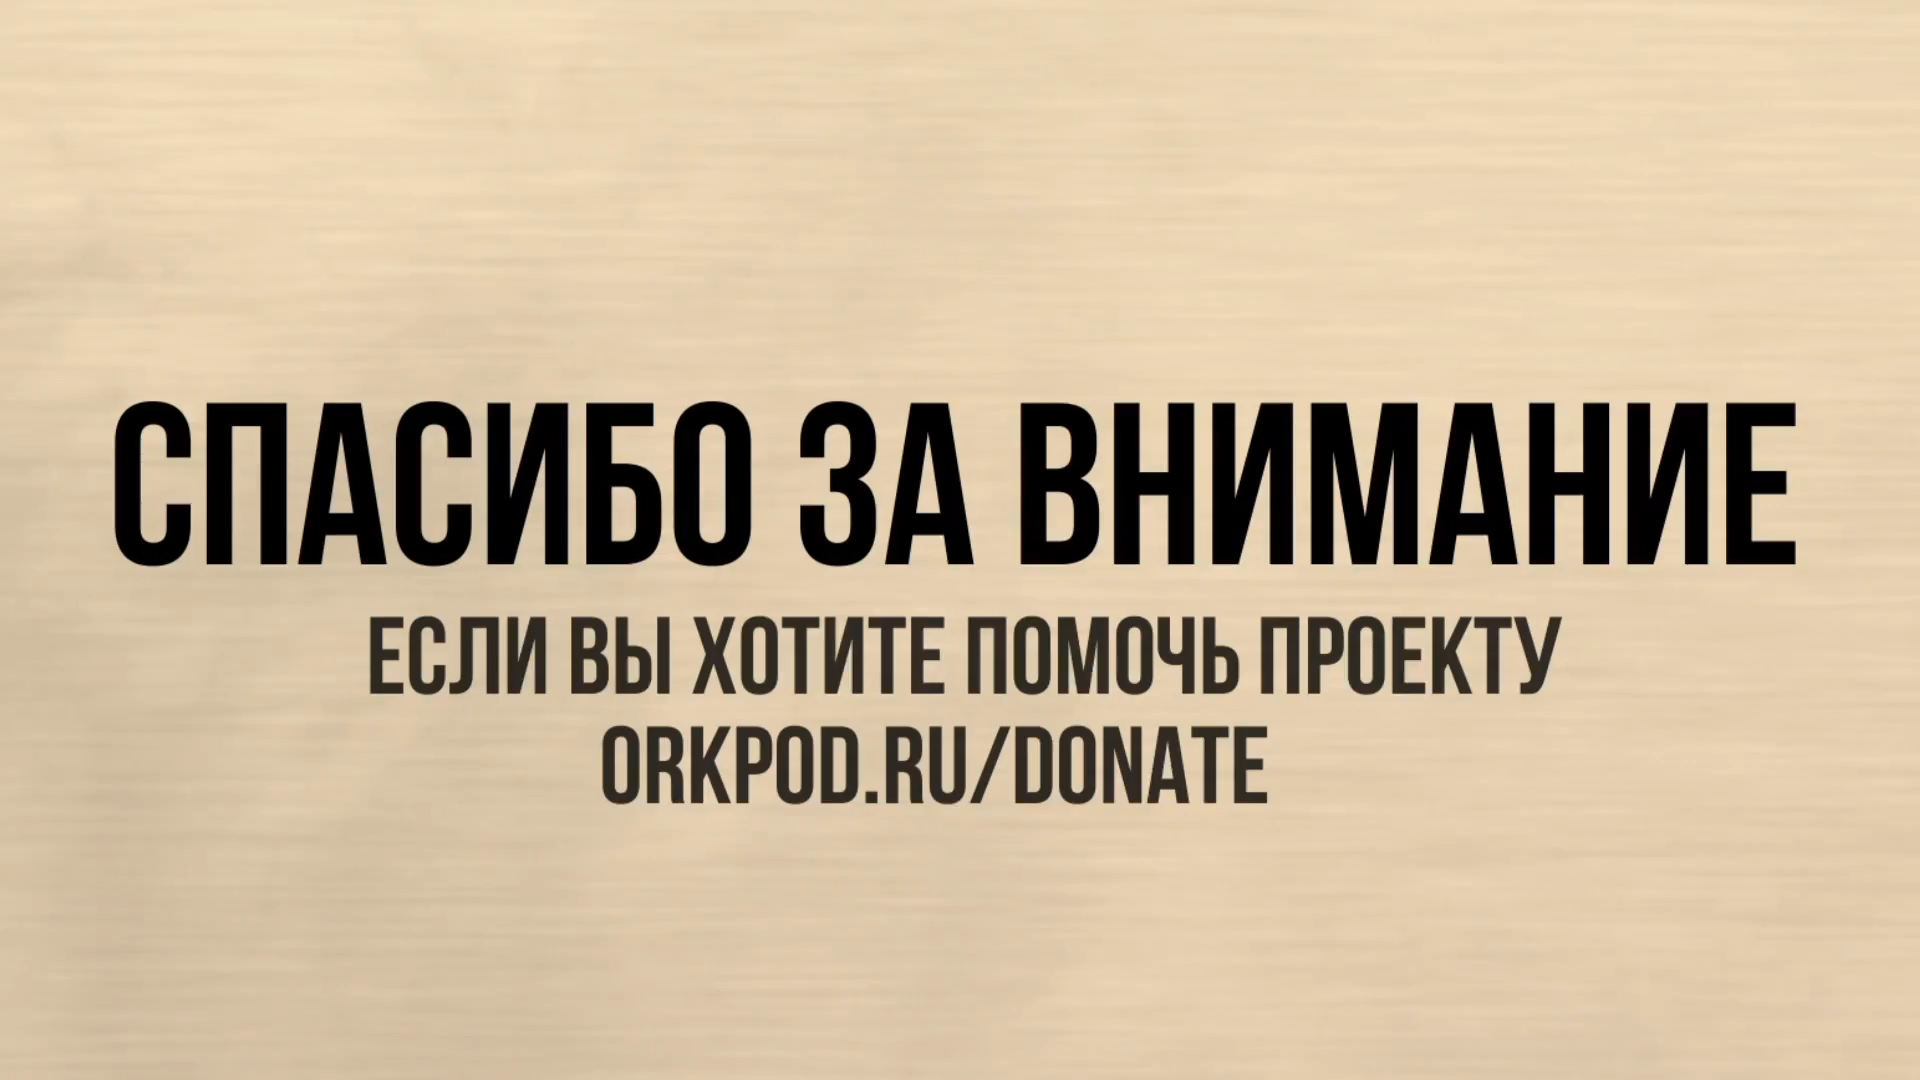 СПАСИБО ЗА ВНИМАНИЕ
ЕСЛИ ВЫ ХОТИТЕ ПОМОЧЬ ПРОЕКТУ
ORKPOD.RU/DONATE